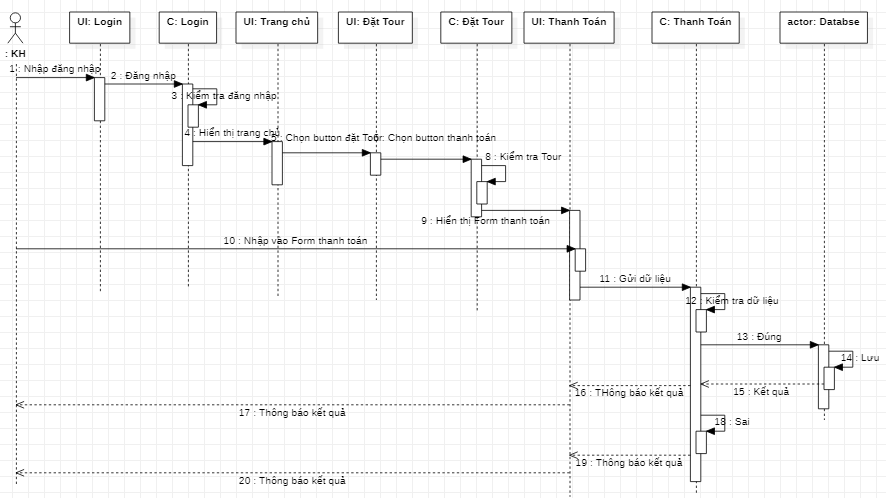 UI: Login
C: Login
UI: Trang chủ
UI: Đặt Tour
C: Đặt Tour
UI: Thanh Toán
C: Thanh Toán
actor: Databse
: KH
1 : Nhập đăng nhập
2 : Đăng nhập
3 : Kiểm tra đăng nhập
4 : Hiển thị trang chủ
: Chọn button đặt Tour
: Chọn button thanh toán
8 : Kiểm tra Tour
9 : Hiển thị Form thanh toán
10 : Nhập vào Form thanh toán
11 : Gửi dữ liệu
12 : Kiểm tra dữ liệu
13 : Đúng
14 : Lưu
15 : Kết quả
16 : THông báo kết quả
17 : Thông báo kết quả
18 : Sai
19 : Thông báo kết quả
20 : Thông báo kết quả